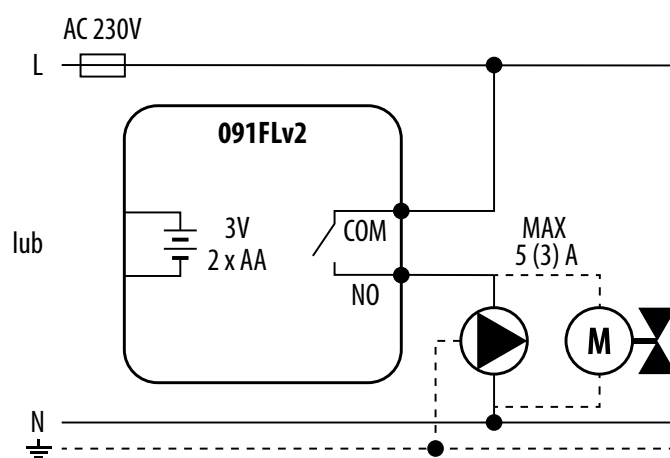 AC 230V
L
091FLv2
lub
3V
2 x AA
COM
NO
MAX
5 (3) A
M
N